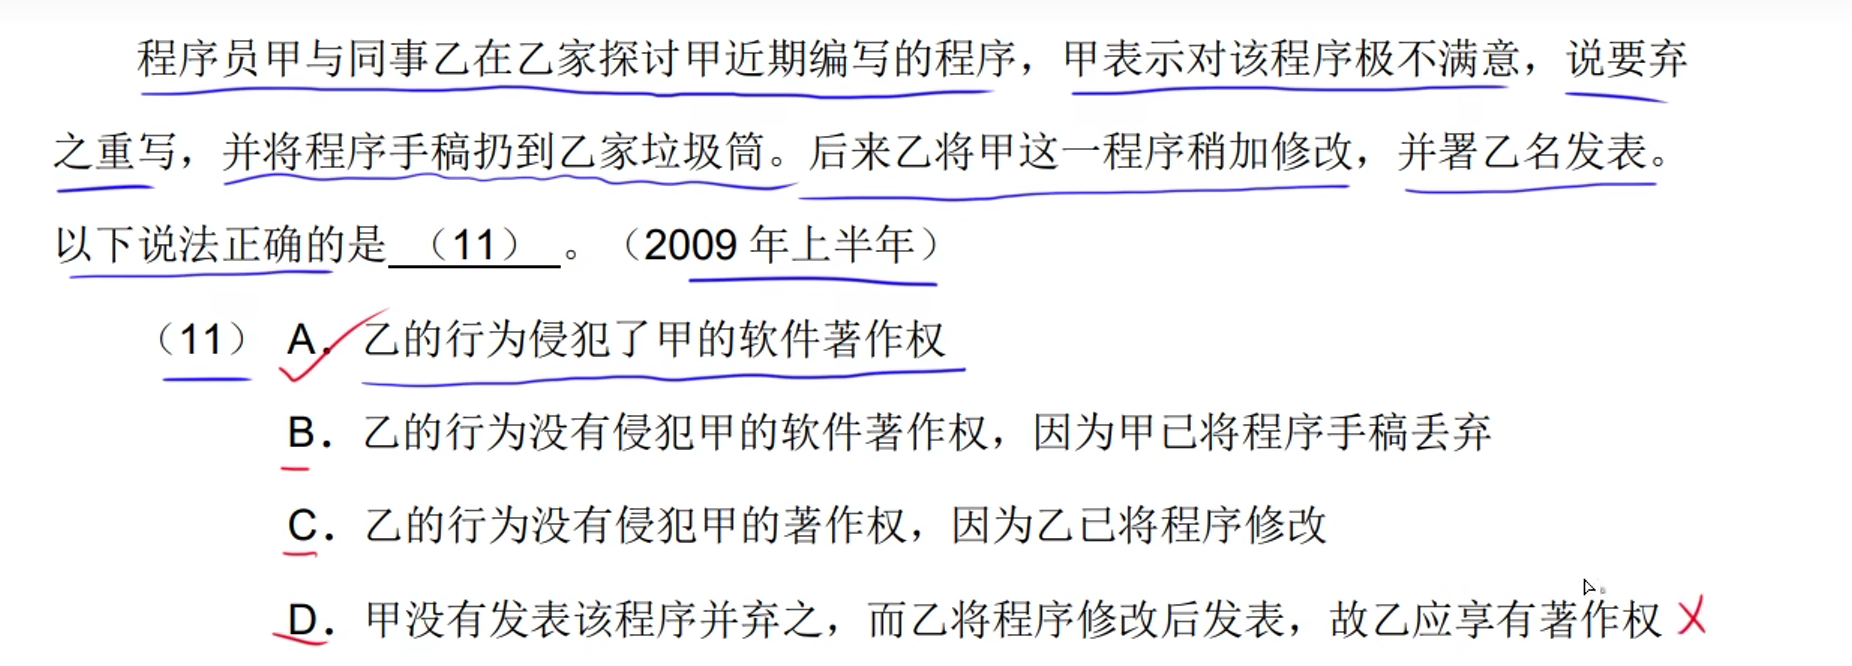 程序员甲与同事乙在乙家探讨甲近期编写的程序，甲表示对该程序极不满意，说要弃
之重写，并将程序手稿扔到乙家垃圾筒。后来乙将甲这一程序稍加修改，并署乙名发表。
以下说法正确的是（11）。（2009 年上半年）
（11） A．乙的行为侵犯了甲的软件著作权
B．乙的行为没有侵犯甲的软件著作权，因为甲已将程序手稿丢弃
C．乙的行为没有侵犯甲的著作权，因为乙已将程序修改
D．甲没有发表该程序并弃之，而乙将程序修改后发表，故乙应享有著作权